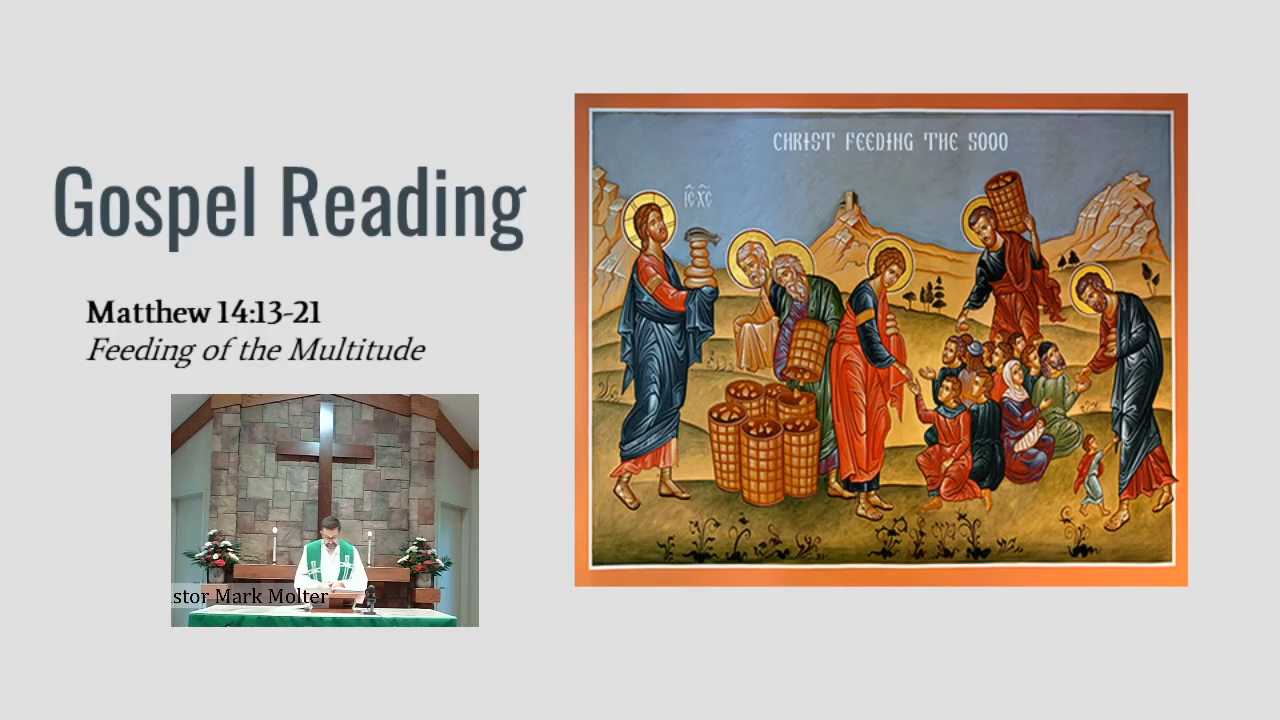 Gospel Reading
Matthew 14:13-21
Feeding of the Multitude
stor Mark Molter
CHRIST FEEDING THE 5000
IC XC